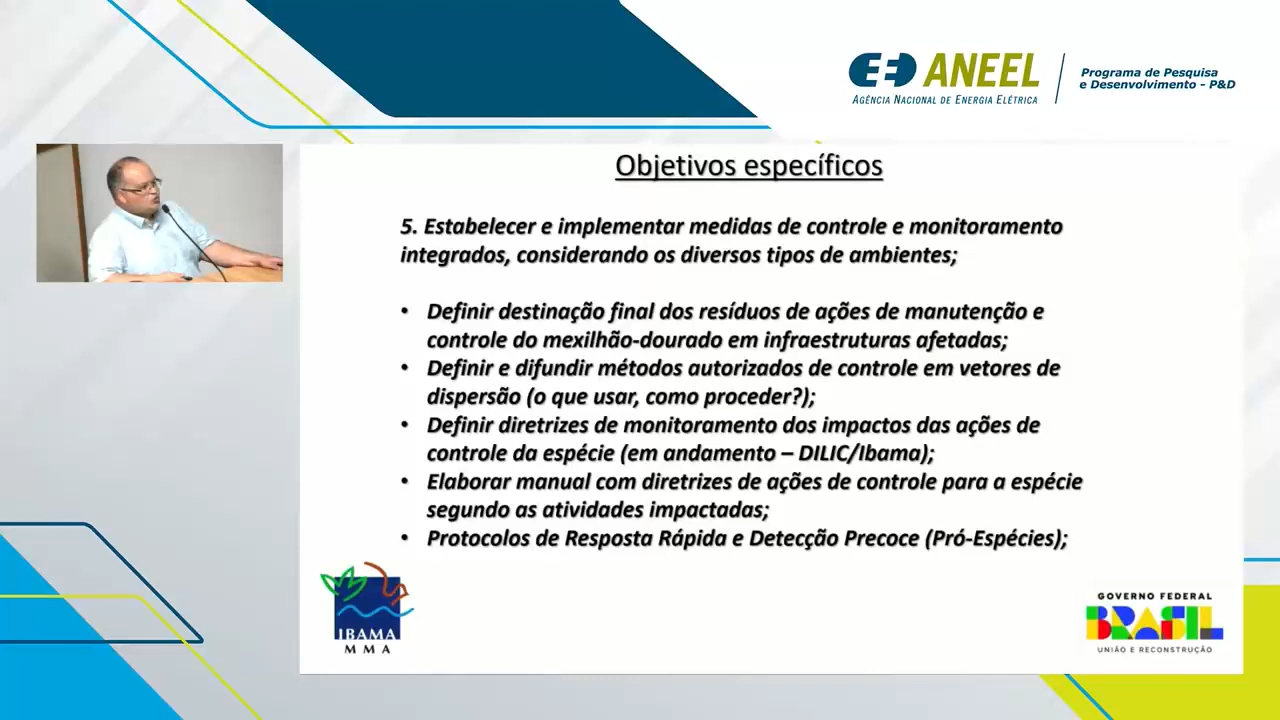 ANEEL
AGÊNCIA NACIONAL DE ENERGIA ELÉTRICA
Programa de Pesquisa
e Desenvolvimento - P&D
Objetivos específicos
5. Estabelecer e implementar medidas de controle e monitoramento
integrados, considerando os diversos tipos de ambientes;
• Definir destinação final dos resíduos de ações de manutenção e
controle do mexilhão-dourado em infraestruturas afetadas;
• Definir e difundir métodos autorizados de controle em vetores de
dispersão (o que usar, como proceder?);
• Definir diretrizes de monitoramento dos impactos das ações de
controle da espécie (em andamento – DILIC/Ibama);
• Elaborar manual com diretrizes de ações de controle para a espécie
segundo as atividades impactadas;
• Protocolos de Resposta Rápida e Detecção Precoce (Pró-Espécies);
IBAMA
MMA
GOVERNO FEDERAL
BRASIL
UNIÃO E RECONSTRUÇÃO